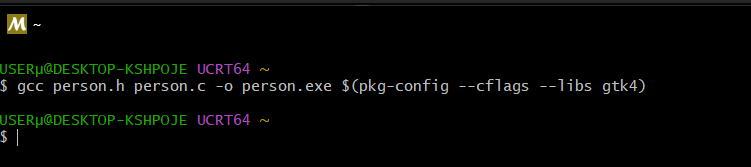 M ~
USERµ@DESKTOP-KSHPOJE UCRT64 ~
$ gcc person.h person.c -o person.exe $(pkg-config --cflags --libs gtk4)
USERµ@DESKTOP-KSHPOJE UCRT64 ~
$